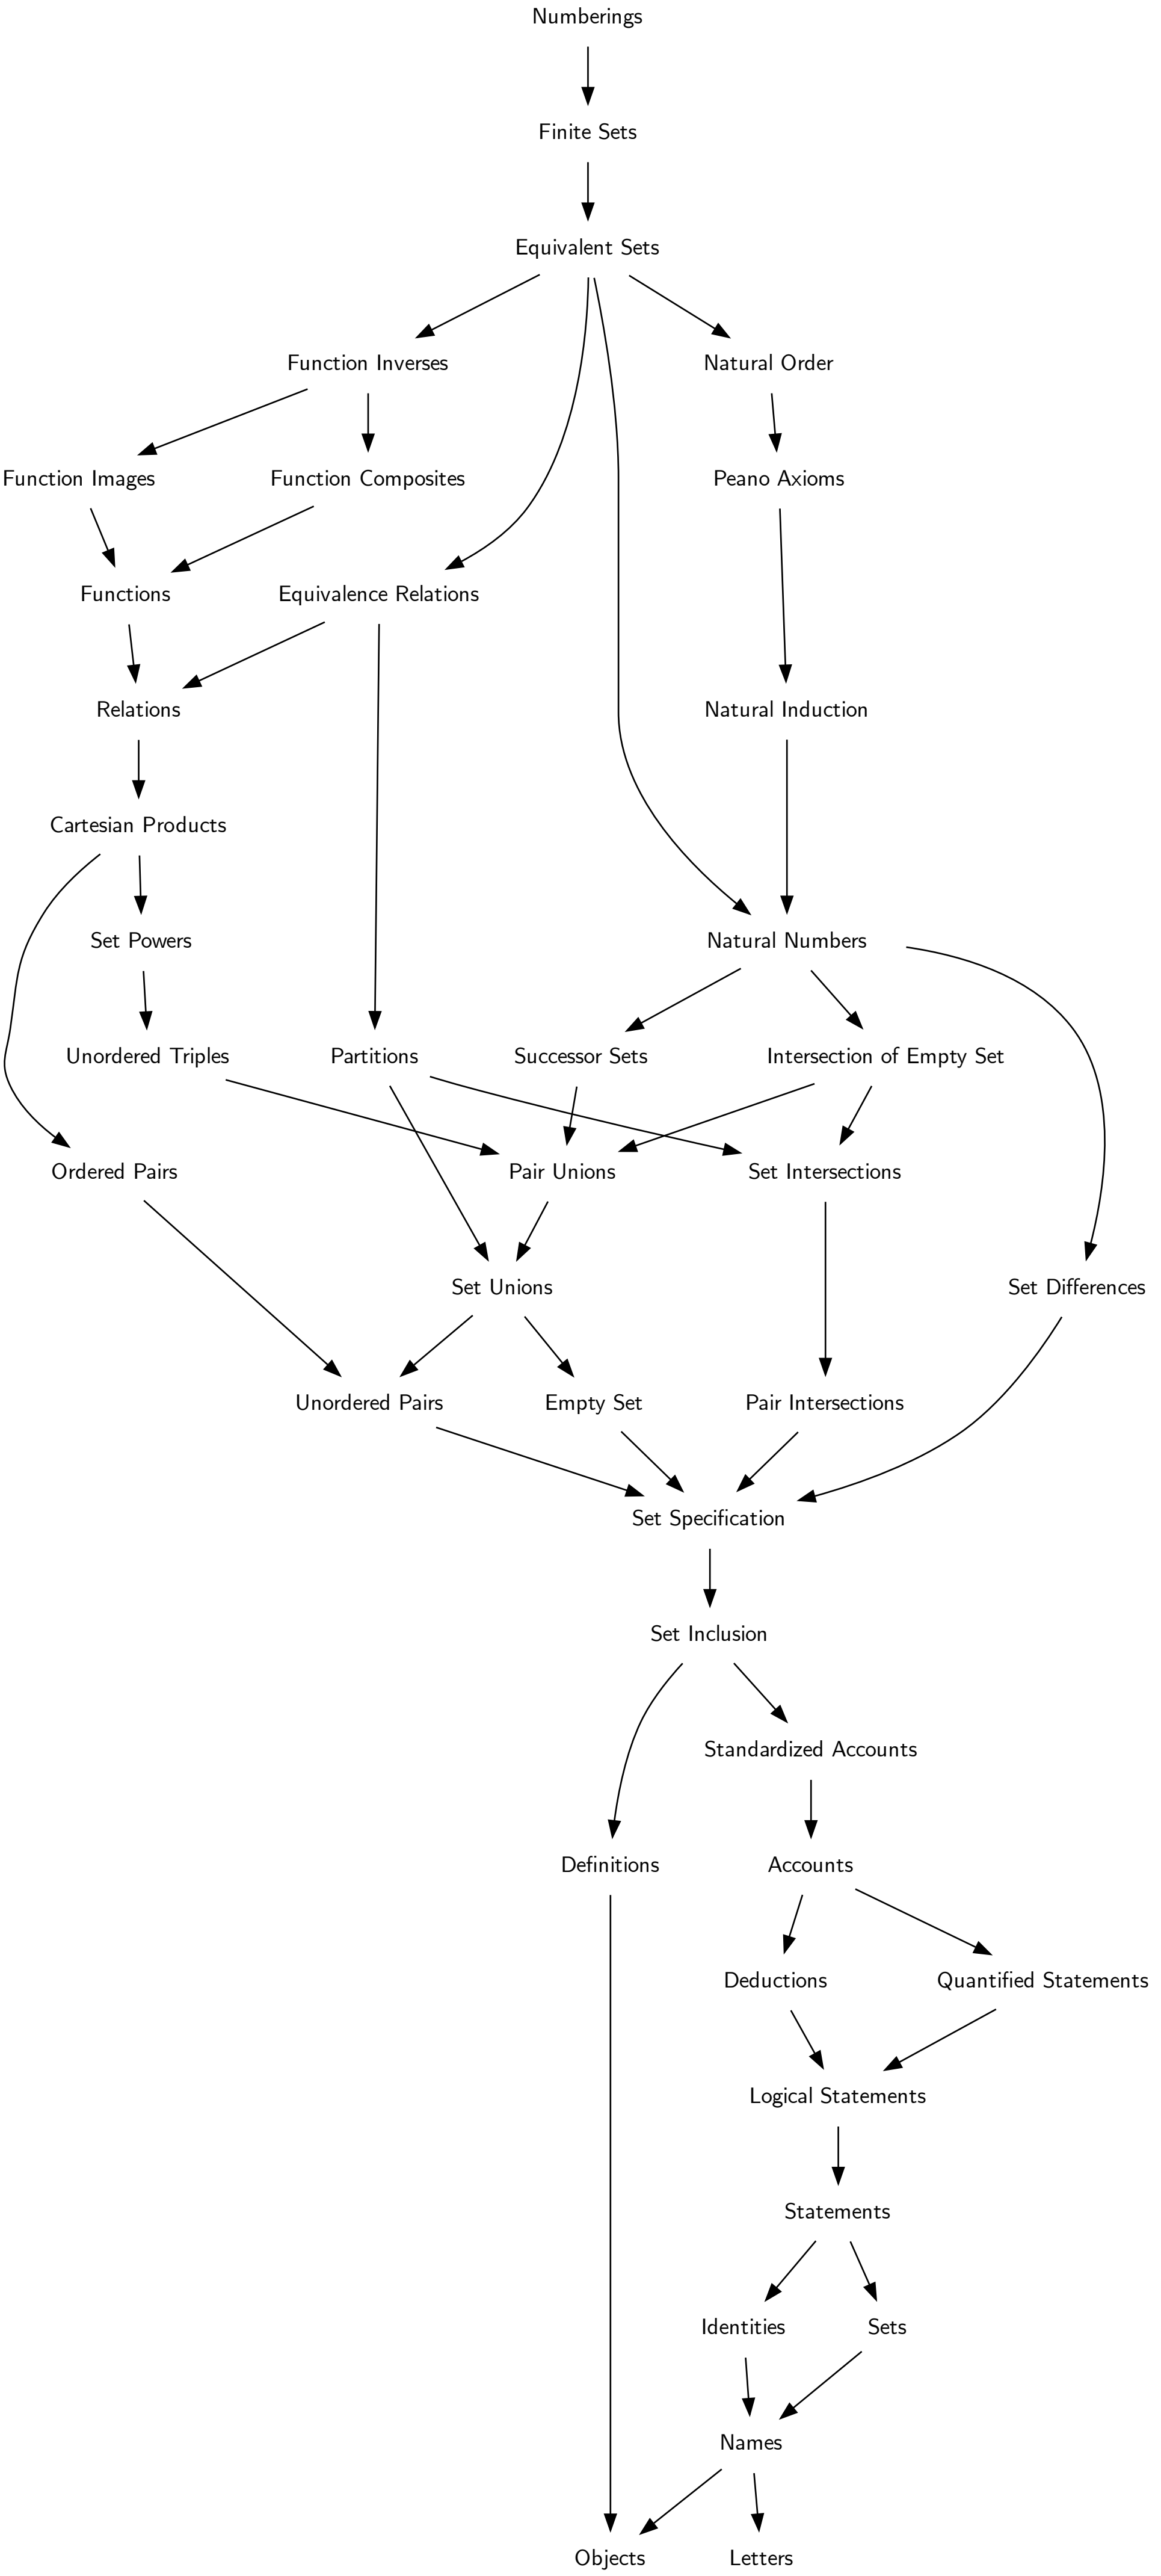 Numberings
Finite Sets
Equivalent Sets
Function Inverses
Natural Order
Function Images
Function Composites
Peano Axioms
Functions
Equivalence Relations
Relations
Natural Induction
Cartesian Products
Set Powers
Natural Numbers
Unordered Triples
Partitions
Successor Sets
Intersection of Empty Set
Ordered Pairs
Pair Unions
Set Intersections
Set Unions
Set Differences
Unordered Pairs
Empty Set
Pair Intersections
Set Specification
Set Inclusion
Standardized Accounts
Definitions
Accounts
Deductions
Quantified Statements
Logical Statements
Statements
Identities
Sets
Names
Objects
Letters